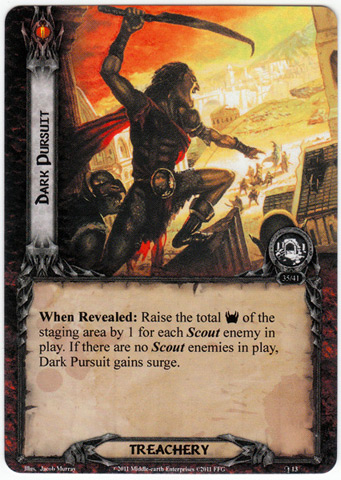 DARK PURSUIT
35/41
When Revealed: Raise the total of the
staging area by 1 for each Scout enemy in
play. If there are no Scout enemies in play,
Dark Pursuit gains surge.
TREACHERY
Illus. Jacob Murray
©2011 Middle-earth Enterprises ©2011 FFG
13